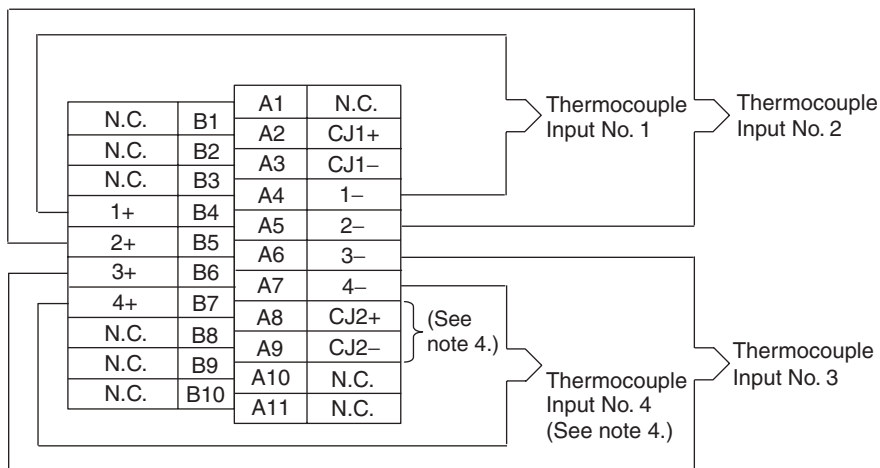 N.C. B1
N.C. B2
N.C. B3
1+ B4
2+ B5
3+ B6
4+ B7
N.C. B8
N.C. B9
N.C. B10
A1 N.C.
A2 CJ1+
A3 CJ1−
A4 1−
A5 2−
A6 3−
A7 4−
A8 CJ2+
A9 CJ2−
A10 N.C.
A11 N.C.
(See
note 4.)
Thermocouple
Input No. 1
Thermocouple
Input No. 2
Thermocouple
Input No. 3
Thermocouple
Input No. 4
(See note 4.)